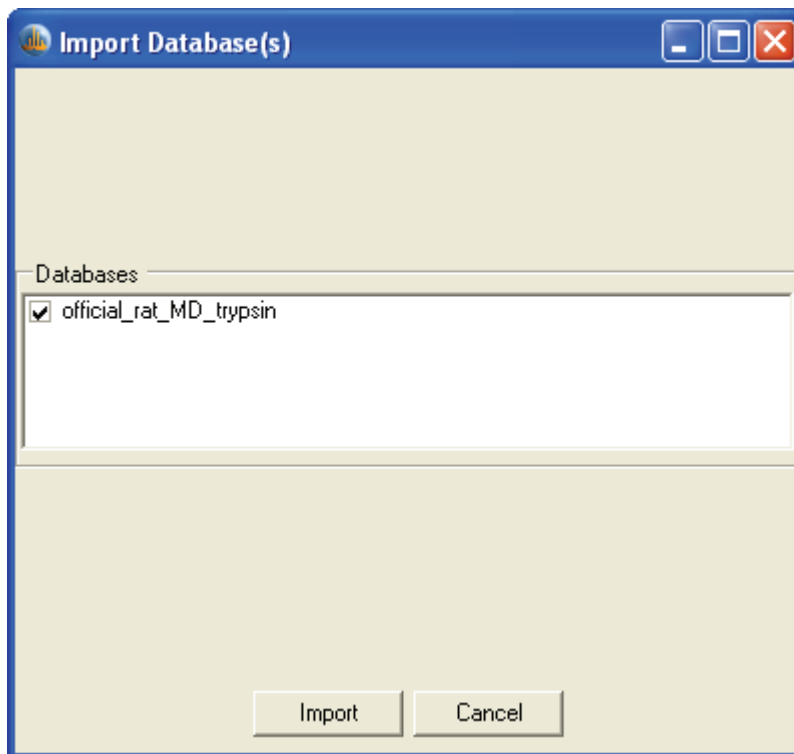 Import Database(s)
Databases
official_rat_MD_trypsin
Import
Cancel